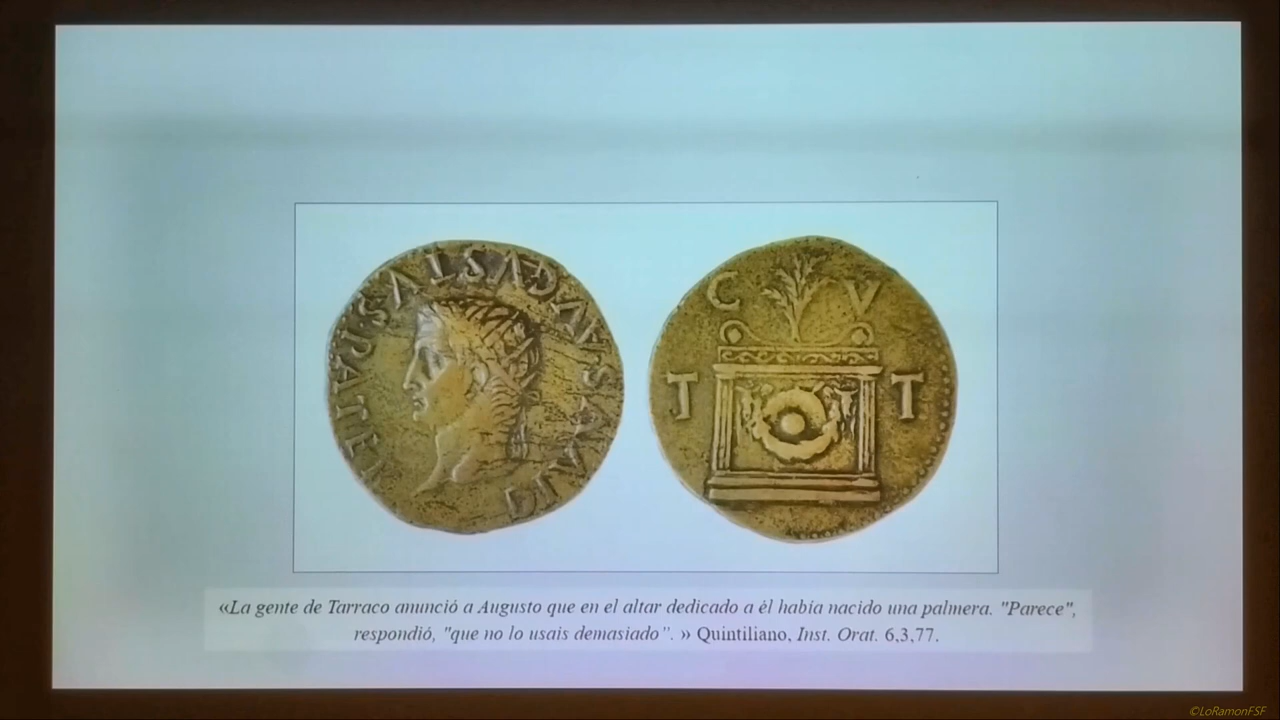 DIVVS AVGVSTVS PATER
C V
T T
«La gente de Tarraco anunció a Augusto que en el altar dedicado a él había nacido una palmera. "Parece",
respondió, "que no lo usais demasiado". » Quintiliano, Inst. Orat. 6,3,77.
©LoRamonFSF